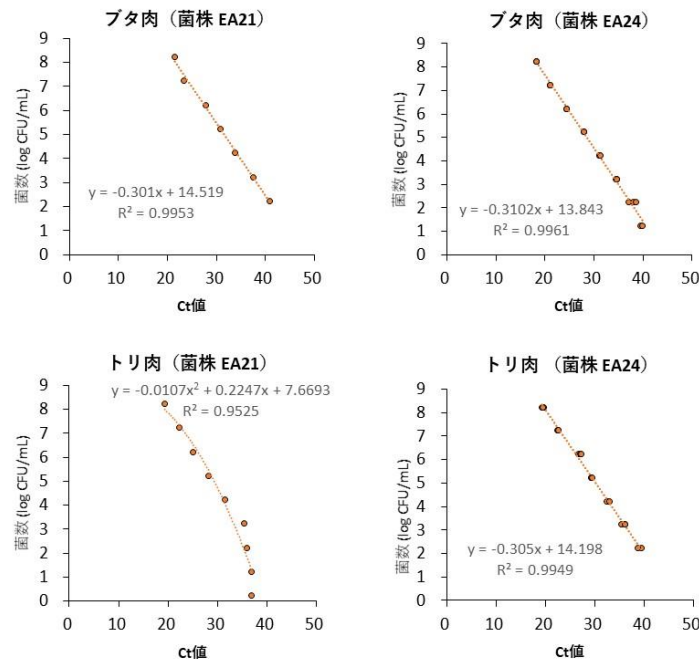 ブタ肉（菌株 EA21）
9
8
7
6
5
4
3
2
1
0
菌数 (log CFU/mL)
y = -0.301x + 14.519
R² = 0.9953
0 10 20 30 40 50
Ct値
ブタ肉（菌株 EA24）
9
8
7
6
5
4
3
2
1
0
菌数 (log CFU/mL)
y = -0.3102x + 13.843
R² = 0.9961
0 10 20 30 40 50
Ct値
トリ肉（菌株 EA21）
y = -0.0107x² + 0.2247x + 7.6693
R² = 0.9525
9
8
7
6
5
4
3
2
1
0
菌数 (log CFU/mL)
0 10 20 30 40 50
Ct値
トリ肉（菌株 EA24）
9
8
7
6
5
4
3
2
1
0
菌数 (log CFU/mL)
y = -0.305x + 14.198
R² = 0.9949
0 10 20 30 40 50
Ct値